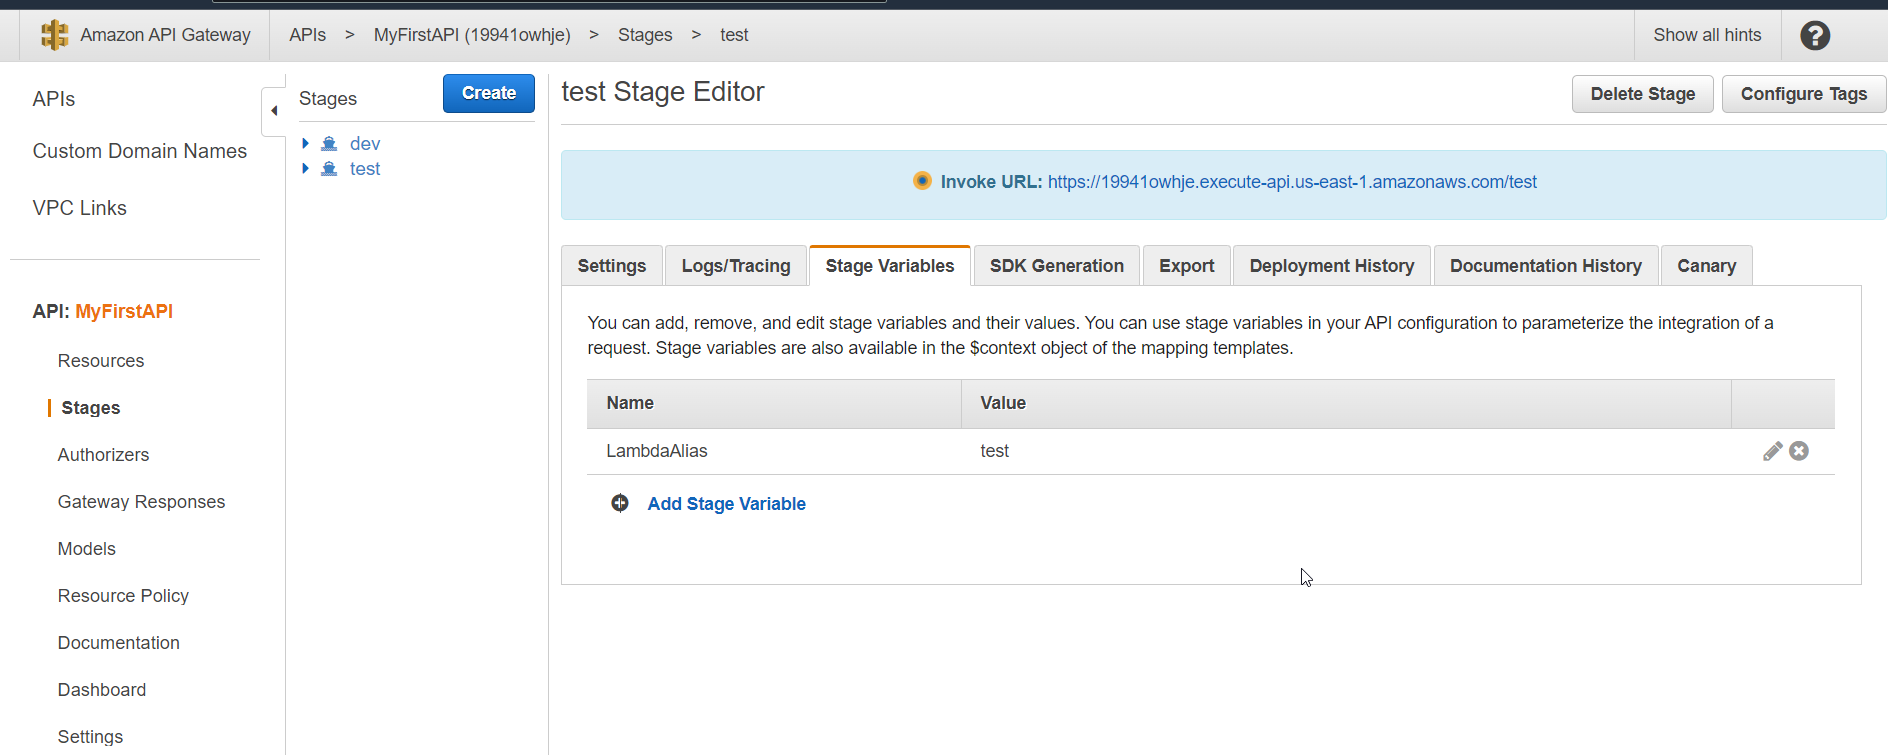 Amazon API Gateway
APIs > MyFirstAPI (19941owhje) > Stages > test
Show all hints
?
APIs
Custom Domain Names
VPC Links
API: MyFirstAPI
Resources
Stages
Authorizers
Gateway Responses
Models
Resource Policy
Documentation
Dashboard
Settings
Stages
Create
dev
test
test Stage Editor
Delete Stage
Configure Tags
Invoke URL: https://19941owhje.execute-api.us-east-1.amazonaws.com/test
Settings
Logs/Tracing
Stage Variables
SDK Generation
Export
Deployment History
Documentation History
Canary
You can add, remove, and edit stage variables and their values. You can use stage variables in your API configuration to parameterize the integration of a
request. Stage variables are also available in the $context object of the mapping templates.
Name Value
LambdaAlias test
Add Stage Variable